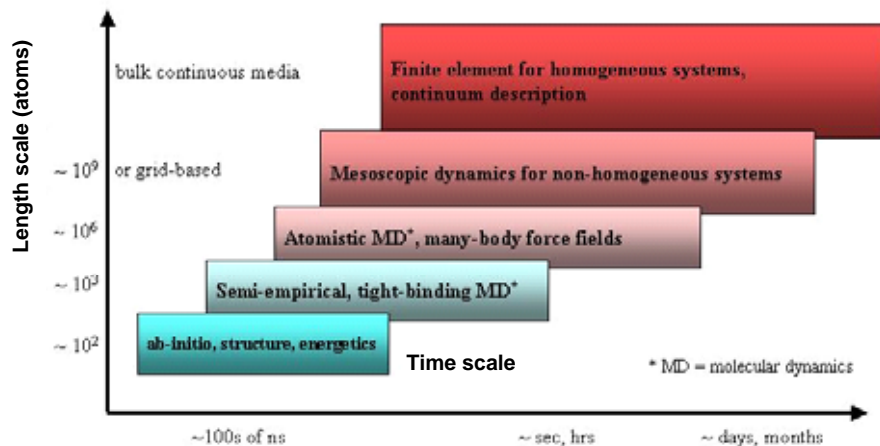 Length scale (atoms)
bulk continuous media
Finite element for homogeneous systems,
continuum description
~ 10⁹
or grid-based
Mesoscopic dynamics for non-homogeneous systems
~ 10⁶
Atomistic MD*, many-body force fields
~ 10³
Semi-empirical, tight-binding MD*
~ 10²
ab-initio, structure, energetics
Time scale
* MD = molecular dynamics
~100s of ns
~ sec, hrs
~ days, months